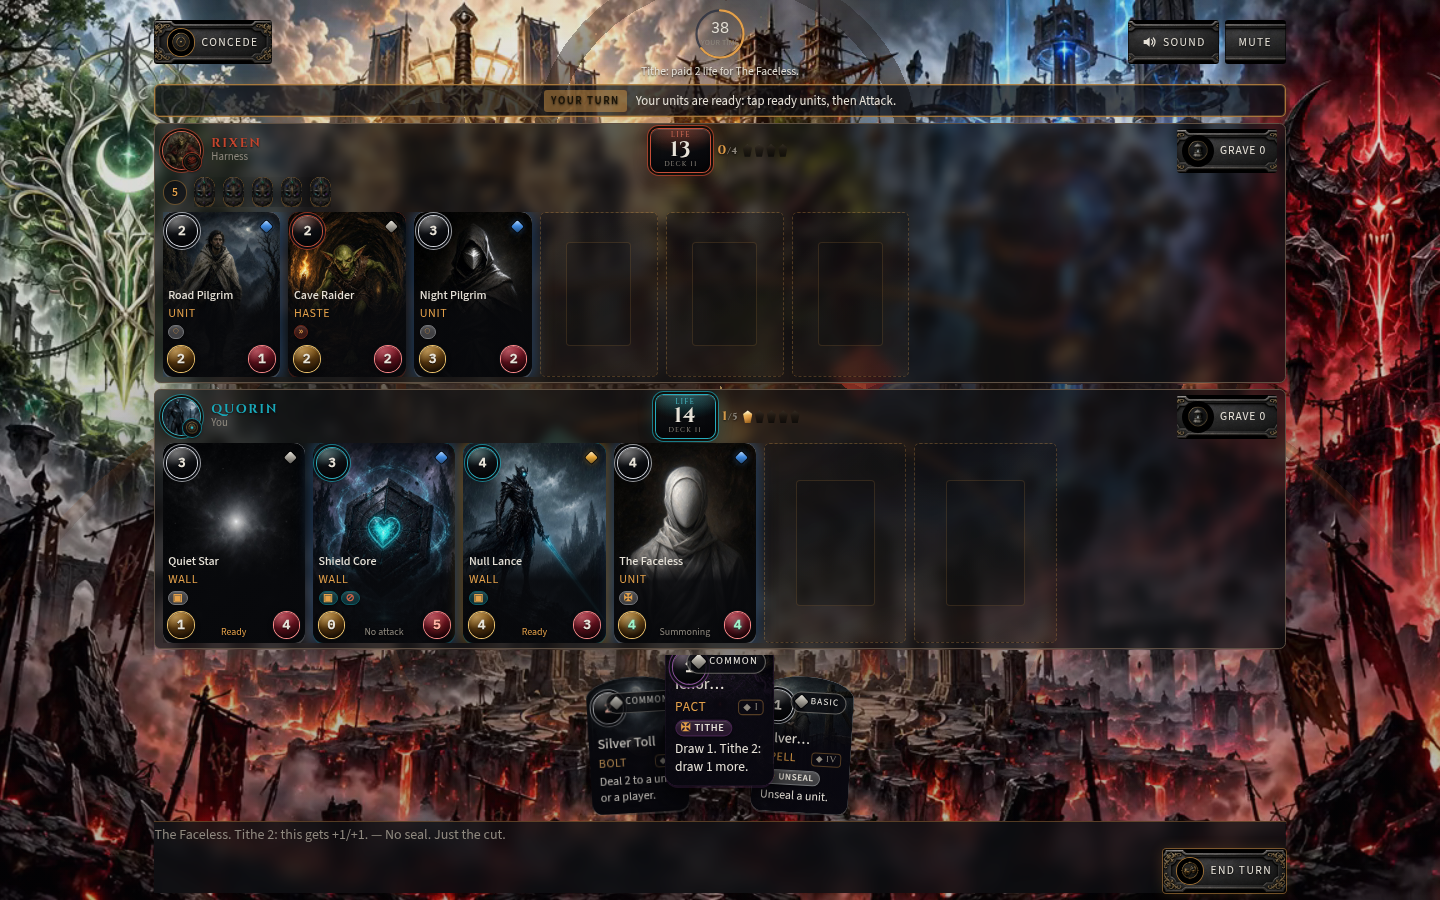 CONCEDE
38
SOUND
MUTE
Tithe: paid 2 life for The Faceless.
YOUR TURN
Your units are ready: tap ready units, then Attack.
RIXEN
Harness
LIFE
13
DECK 11
0/4
GRAVE 0
5
2
Road Pilgrim
UNIT
2
1
2
Cave Raider
HASTE
2
2
3
Night Pilgrim
UNIT
3
2
QUORIN
You
LIFE
14
DECK 11
1/5
GRAVE 0
3
Quiet Star
WALL
1
Ready
4
3
Shield Core
WALL
0
No attack
5
4
Null Lance
WALL
4
Ready
3
4
The Faceless
UNIT
4
Summoning
4
COMMON
Silver Toll
BOLT
Deal 2 to a un
or a player.
COMMON
PACT
1
TITHE
Draw 1. Tithe 2:
draw 1 more.
1
BASIC
lver...
ELL
IV
UNSEAL
Unseal a unit.
The Faceless. Tithe 2: this gets +1/+1. — No seal. Just the cut.
END TURN